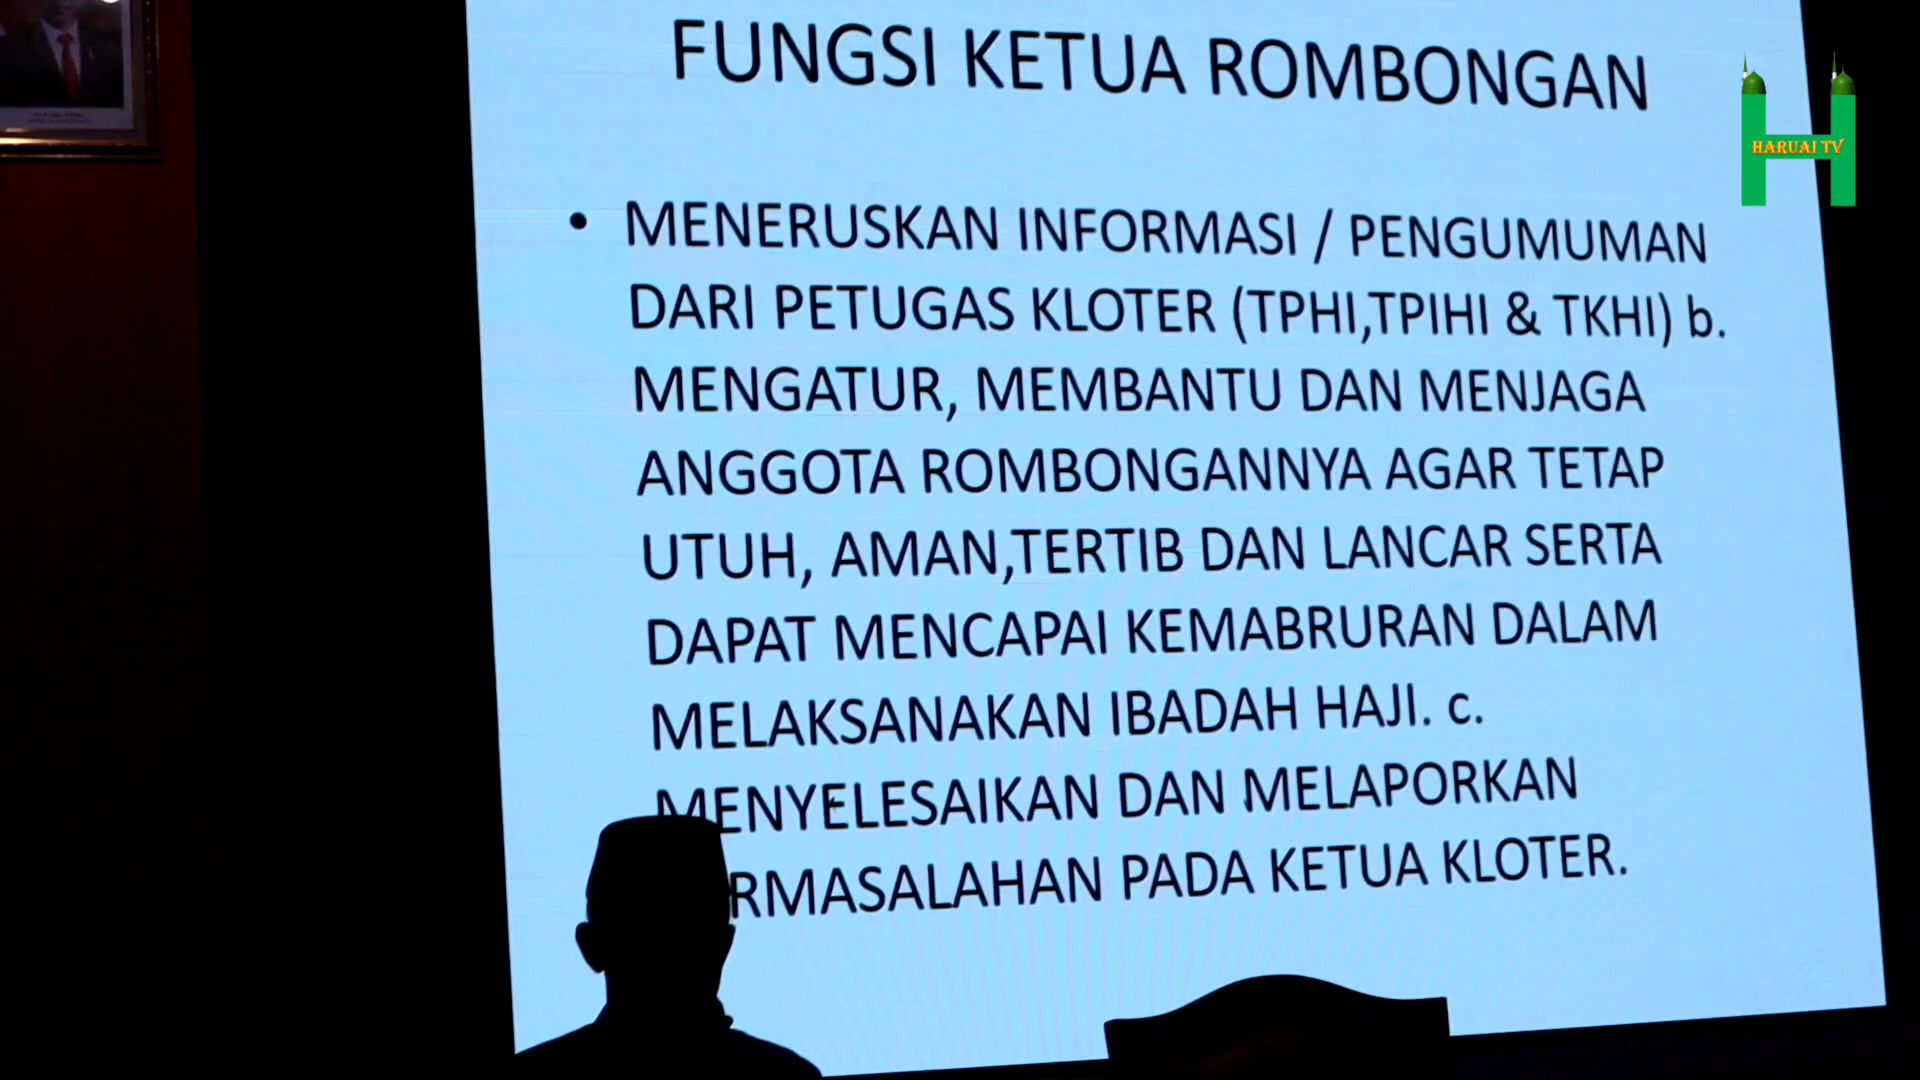 FUNGSI KETUA ROMBONGAN
HARUAI TV
• MENERUSKAN INFORMASI / PENGUMUMAN
DARI PETUGAS KLOTER (TPHI,TPIHI & TKHI) b.
MENGATUR, MEMBANTU DAN MENJAGA
ANGGOTA ROMBONGANNYA AGAR TETAP
UTUH, AMAN,TERTIB DAN LANCAR SERTA
DAPAT MENCAPAI KEMABRURAN DALAM
MELAKSANAKAN IBADAH HAJI. c.
MENYELESAIKAN DAN MELAPORKAN
RMASALAHAN PADA KETUA KLOTER.